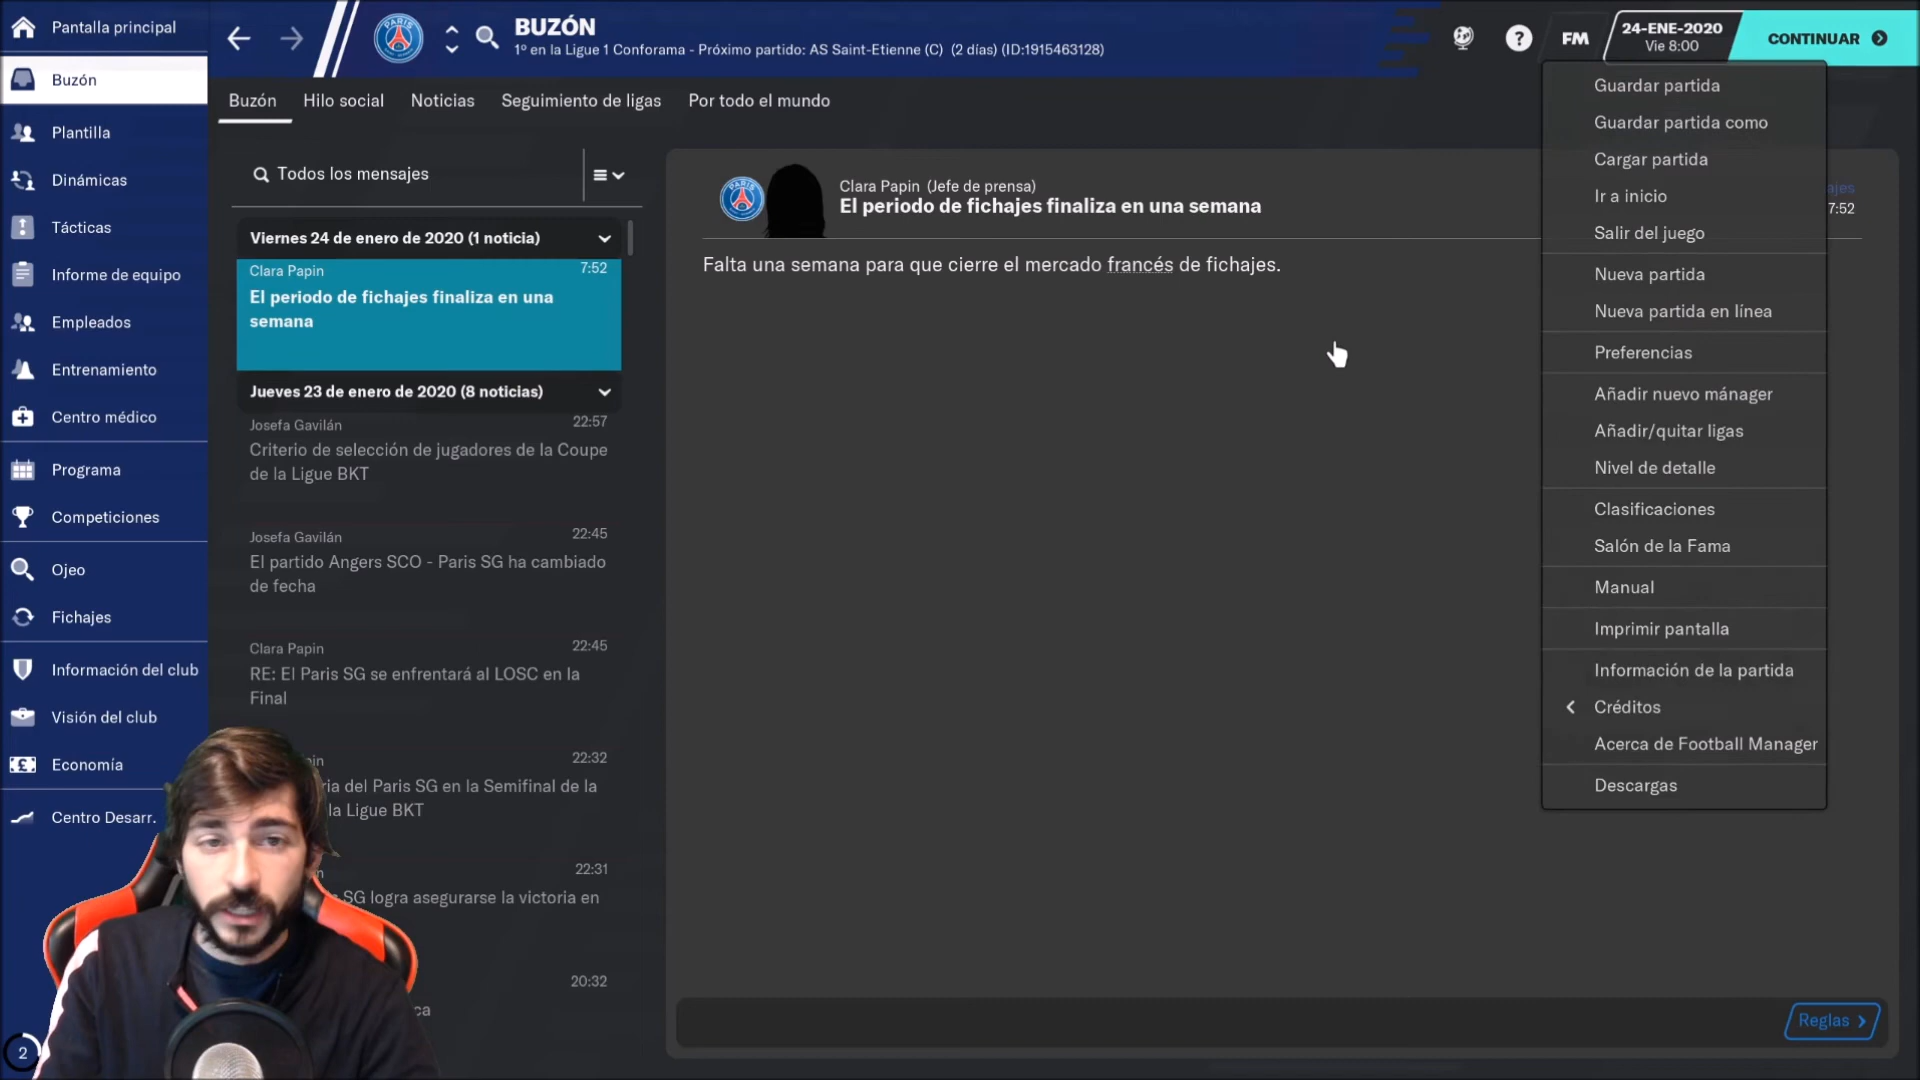 Pantalla principal
Buzón
Plantilla
Dinámicas
Tácticas
Informe de equipo
Empleados
Entrenamiento
Centro médico
Programa
Competiciones
Ojeo
Fichajes
Información del club
Visión del club
Economía
Centro Desarr.
2
PARIS
BUZÓN
1º en la Ligue 1 Conforama - Próximo partido: AS Saint-Etienne (C) (2 días) (ID:1915463128)
?
FM
24-ENE-2020
Vie 8:00
CONTINUAR
Buzón Hilo social Noticias Seguimiento de ligas Por todo el mundo
Todos los mensajes
Viernes 24 de enero de 2020 (1 noticia)
Clara Papin 7:52
El periodo de fichajes finaliza en una
semana
Jueves 23 de enero de 2020 (8 noticias)
Josefa Gavilán 22:57
Criterio de selección de jugadores de la Coupe
de la Ligue BKT
Josefa Gavilán 22:45
El partido Angers SCO - Paris SG ha cambiado
de fecha
Clara Papin 22:45
RE: El Paris SG se enfrentará al LOSC en la
Final
22:32
del Paris SG en la Semifinal de la
la Ligue BKT
22:31
SG logra asegurarse la victoria en
20:32
PARIS
Clara Papin (Jefe de prensa)
El periodo de fichajes finaliza en una semana
7:52
Falta una semana para que cierre el mercado francés de fichajes.
Reglas
Guardar partida
Guardar partida como
Cargar partida
Ir a inicio
Salir del juego
Nueva partida
Nueva partida en línea
Preferencias
Añadir nuevo mánager
Añadir/quitar ligas
Nivel de detalle
Clasificaciones
Salón de la Fama
Manual
Imprimir pantalla
Información de la partida
Créditos
Acerca de Football Manager
Descargas